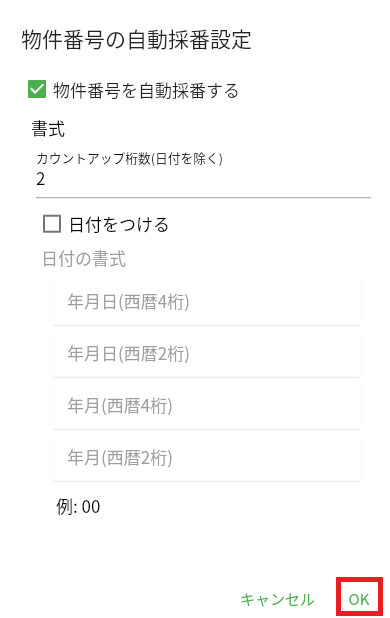 物件番号の自動採番設定
物件番号を自動採番する
書式
カウントアップ桁数(日付を除く)
2
日付をつける
日付の書式
年月日(西暦4桁)
年月日(西暦2桁)
年月(西暦4桁)
年月(西暦2桁)
例: 00
キャンセル OK